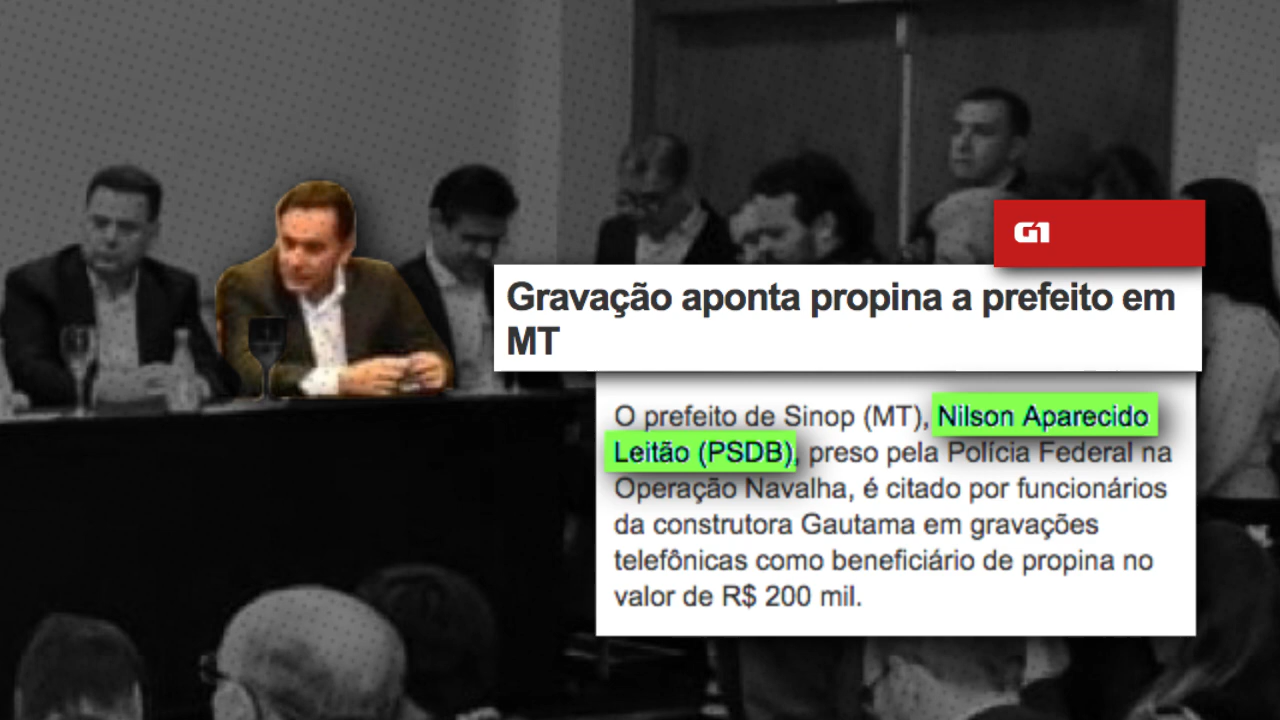 G1
Gravação aponta propina a prefeito em
MT
O prefeito de Sinop (MT), Nilson Aparecido
Leitão (PSDB), preso pela Polícia Federal na
Operação Navalha, é citado por funcionários
da construtora Gautama em gravações
telefônicas como beneficiário de propina no
valor de R$ 200 mil.